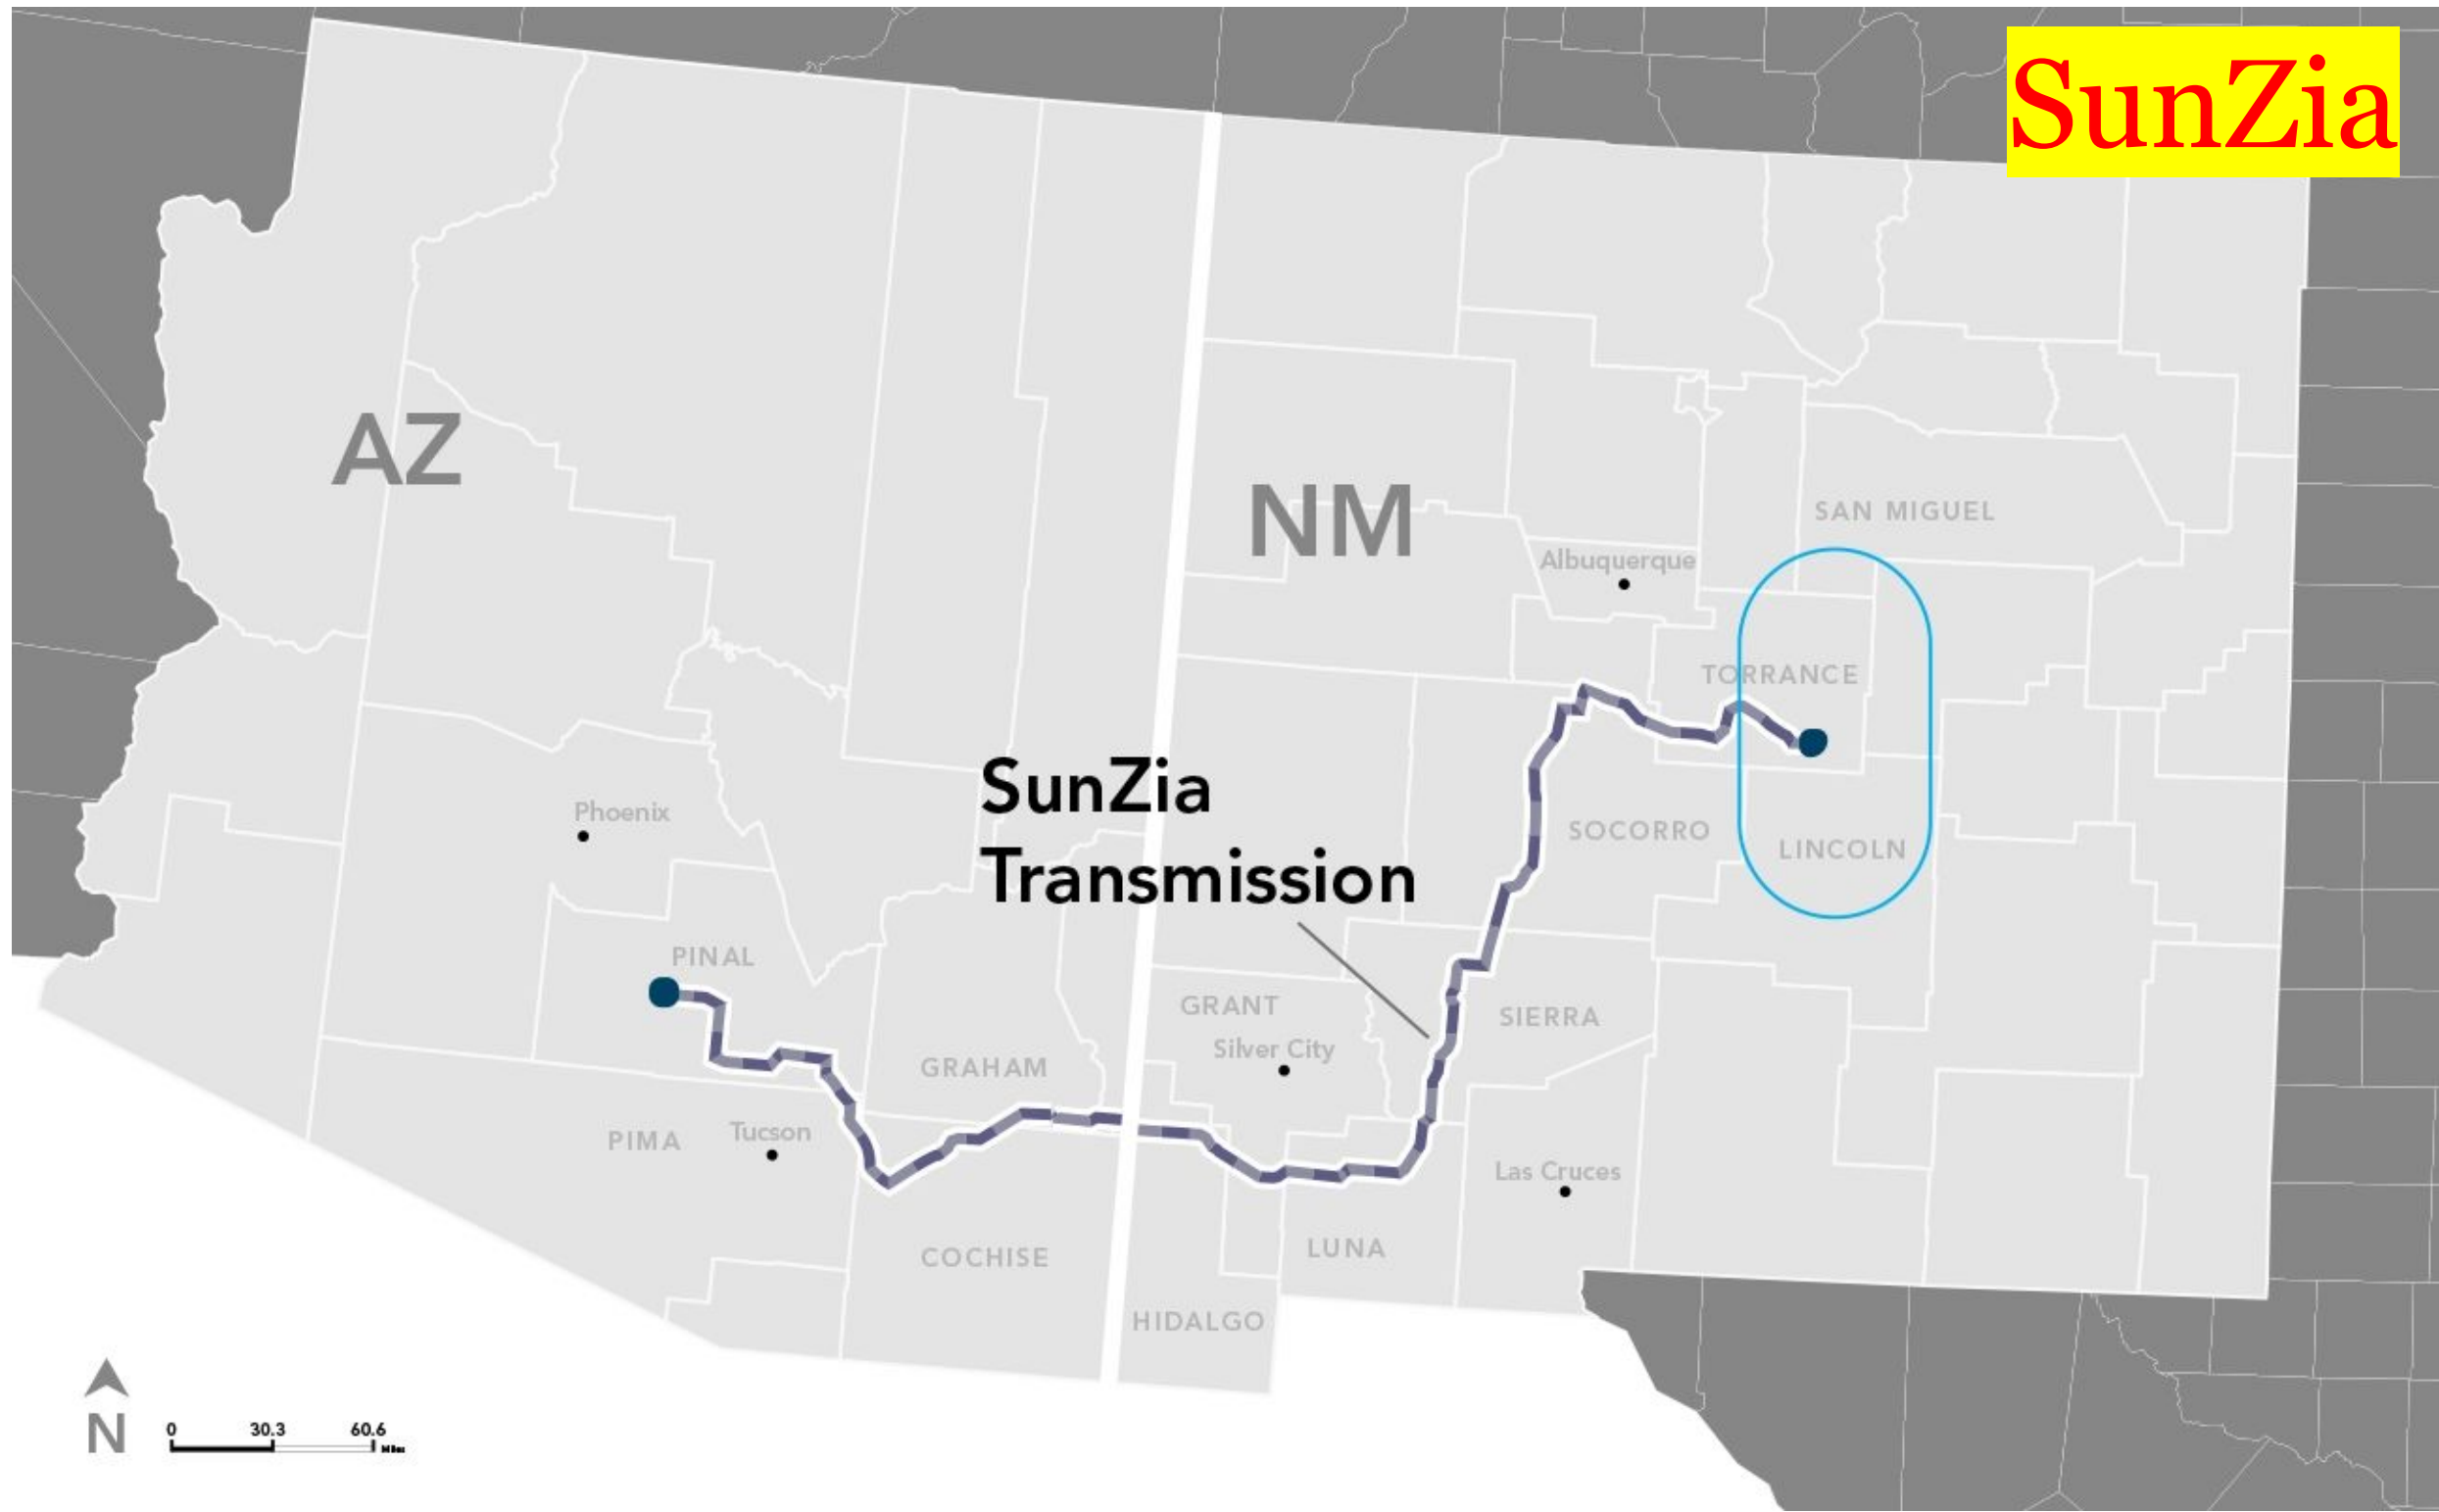 SunZia
AZ
NM
SAN MIGUEL
Albuquerque
TORRANCE
SunZia
Transmission
Phoenix
SOCORRO
LINCOLN
PINAL
GRANT
SIERRA
Silver City
GRAHAM
PIMA
Tucson
Las Cruces
COCHISE
LUNA
HIDALGO
N
0 30.3 60.6
Miles